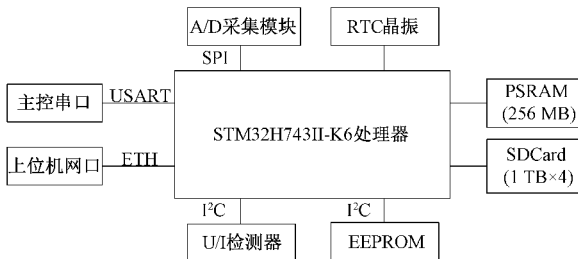 A/D采集模块
RTC晶振
SPI
主控串口
USART
PSRAM
(256 MB)
STM32H743II-K6处理器
上位机网口
ETH
SDCard
(1 TB×4)
I²C
I²C
U/I检测器
EEPROM